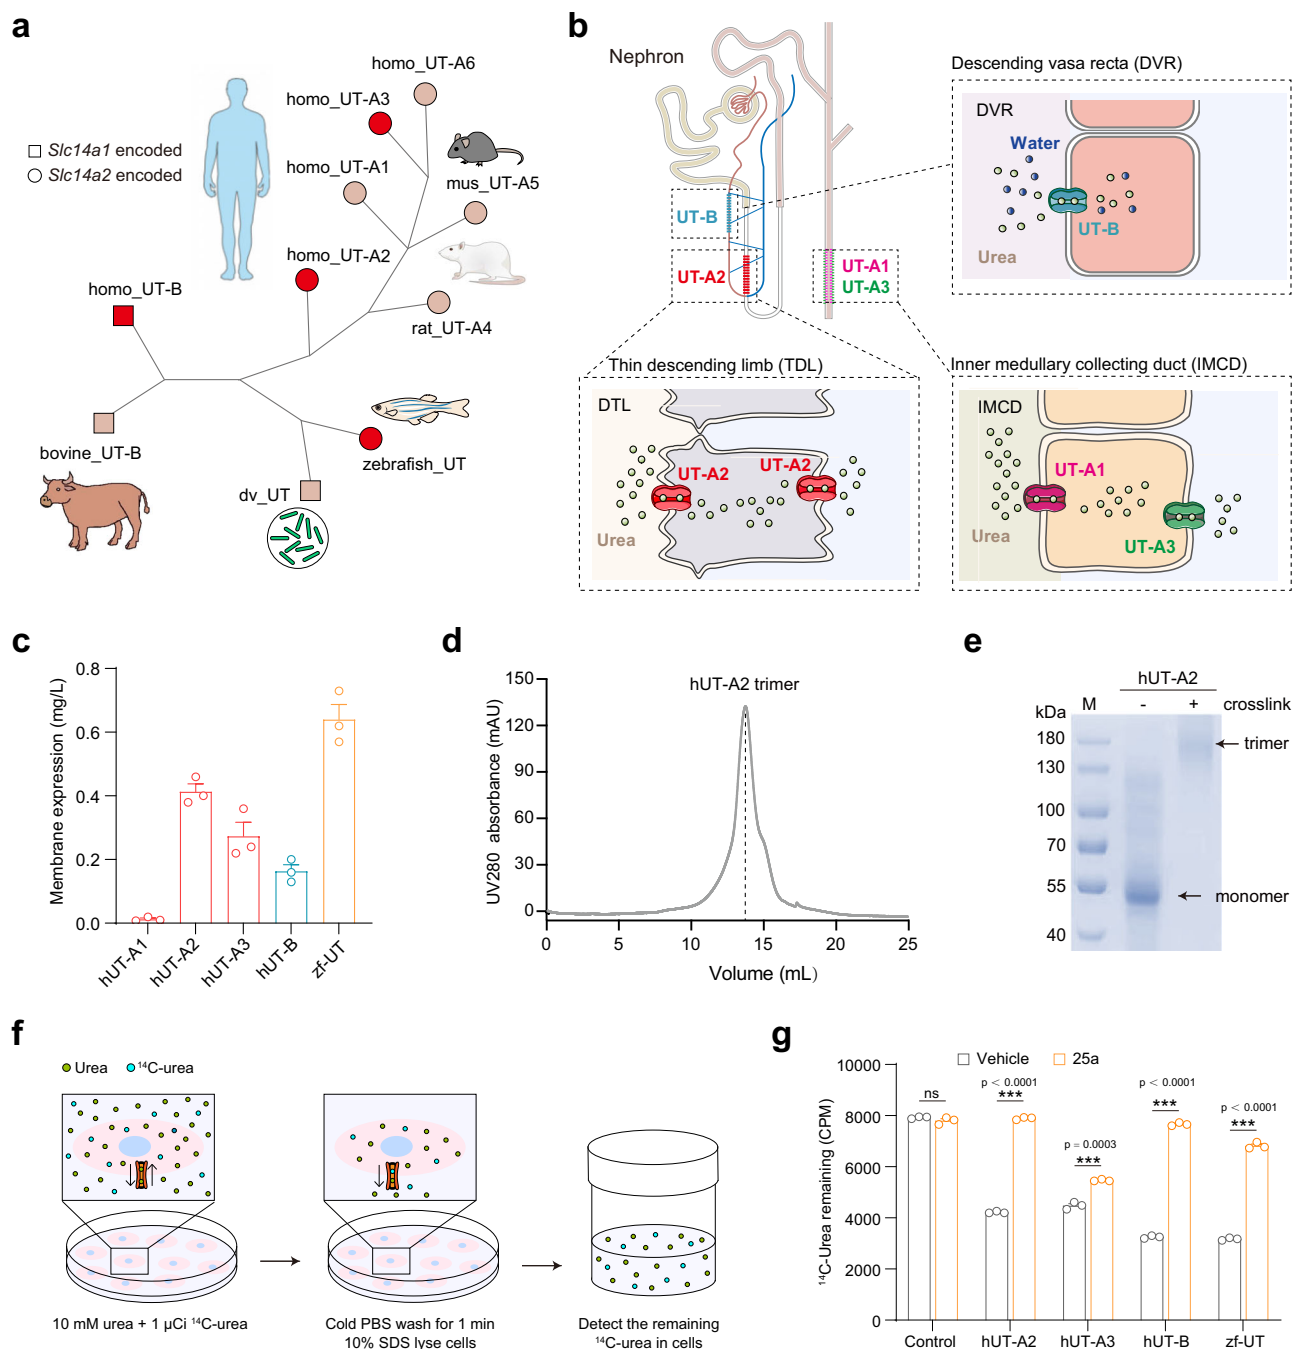 a
homo_UT-A6
homo_UT-A3
Slc14a1 encoded
Slc14a2 encoded
homo_UT-A1
mus_UT-A5
homo_UT-A2
homo_UT-B
rat_UT-A4
bovine_UT-B
zebrafish_UT
dv_UT
b
Nephron
UT-B
UT-A2
UT-A1
UT-A3
Descending vasa recta (DVR)
DVR
Water
UT-B
Urea
Thin descending limb (TDL)
DTL
UT-A2
UT-A2
Urea
Inner medullary collecting duct (IMCD)
IMCD
UT-A1
Urea
UT-A3
c
Membrane expression (mg/L)
0.8
0.6
0.4
0.2
0.0
hUT-A1
hUT-A2
hUT-A3
hUT-B
zf-UT
d
hUT-A2 trimer
UV280 absorbance (mAU)
150
120
90
60
30
0
0 5 10 15 20 25
Volume (mL)
e
hUT-A2
M - + crosslink
kDa
180
130
100
70
55
40
trimer
monomer
f
Urea 14C-urea
10 mM urea + 1 µCi 14C-urea
Cold PBS wash for 1 min
10% SDS lyse cells
Detect the remaining
14C-urea in cells
g
Vehicle 25a
14C-Urea remaining (CPM)
10000
8000
6000
4000
2000
0
ns
p < 0.0001
***
p = 0.0003
***
p < 0.0001
***
p < 0.0001
***
Control hUT-A2 hUT-A3 hUT-B zf-UT